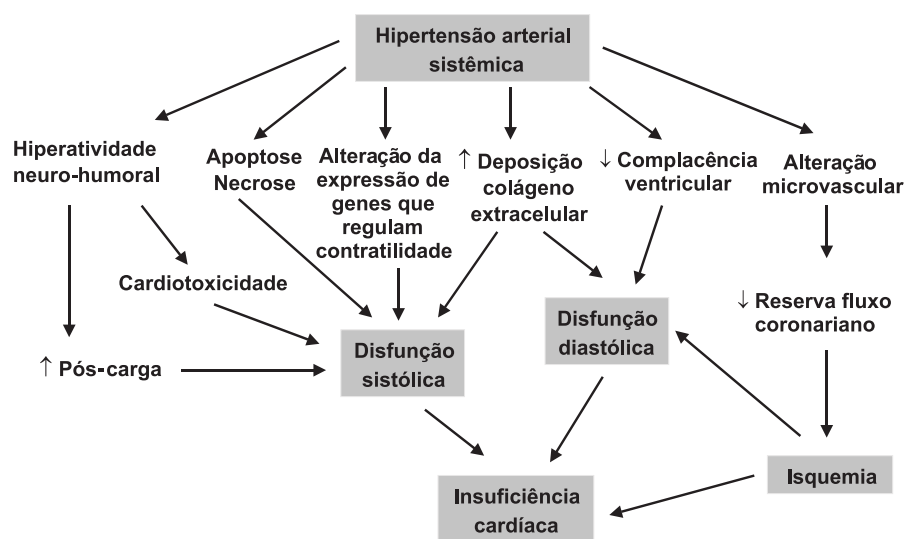 Hipertensão arterial
sistêmica
Hiperatividade
neuro-humoral
Apoptose
Necrose
Alteração da
expressão de
genes que
regulam
contratilidade
↑ Deposição
colágeno
extracelular
↓ Complacência
ventricular
Alteração
microvascular
Cardiotoxicidade
↑ Pós-carga
Disfunção
sistólica
Disfunção
diastólica
↓ Reserva fluxo
coronariano
Isquemia
Insuficiência
cardíaca